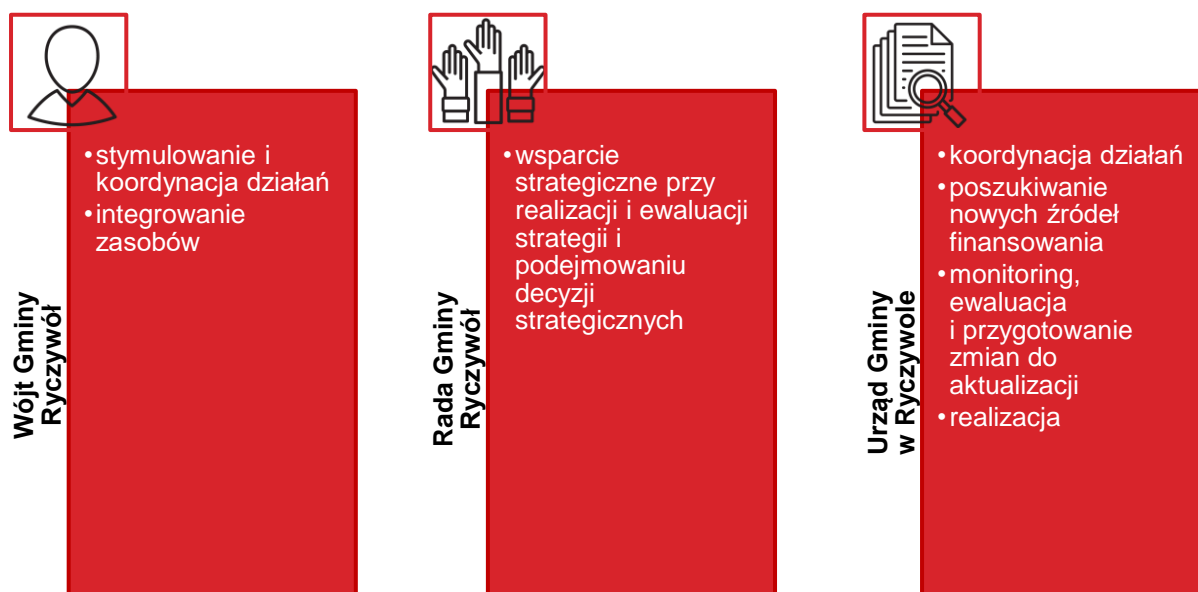 Wójt Gminy
Ryczywół
•stymulowanie i
koordynacja działań
•integrowanie
zasobów
Rada Gminy
Ryczywół
•wsparcie
strategiczne przy
realizacji i ewaluacji
strategii i
podejmowaniu
decyzji
strategicznych
Urząd Gminy
w Ryczywole
•koordynacja działań
•poszukiwanie
nowych źródeł
finansowania
•monitoring,
ewaluacja
i przygotowanie
zmian do
aktualizacji
•realizacja